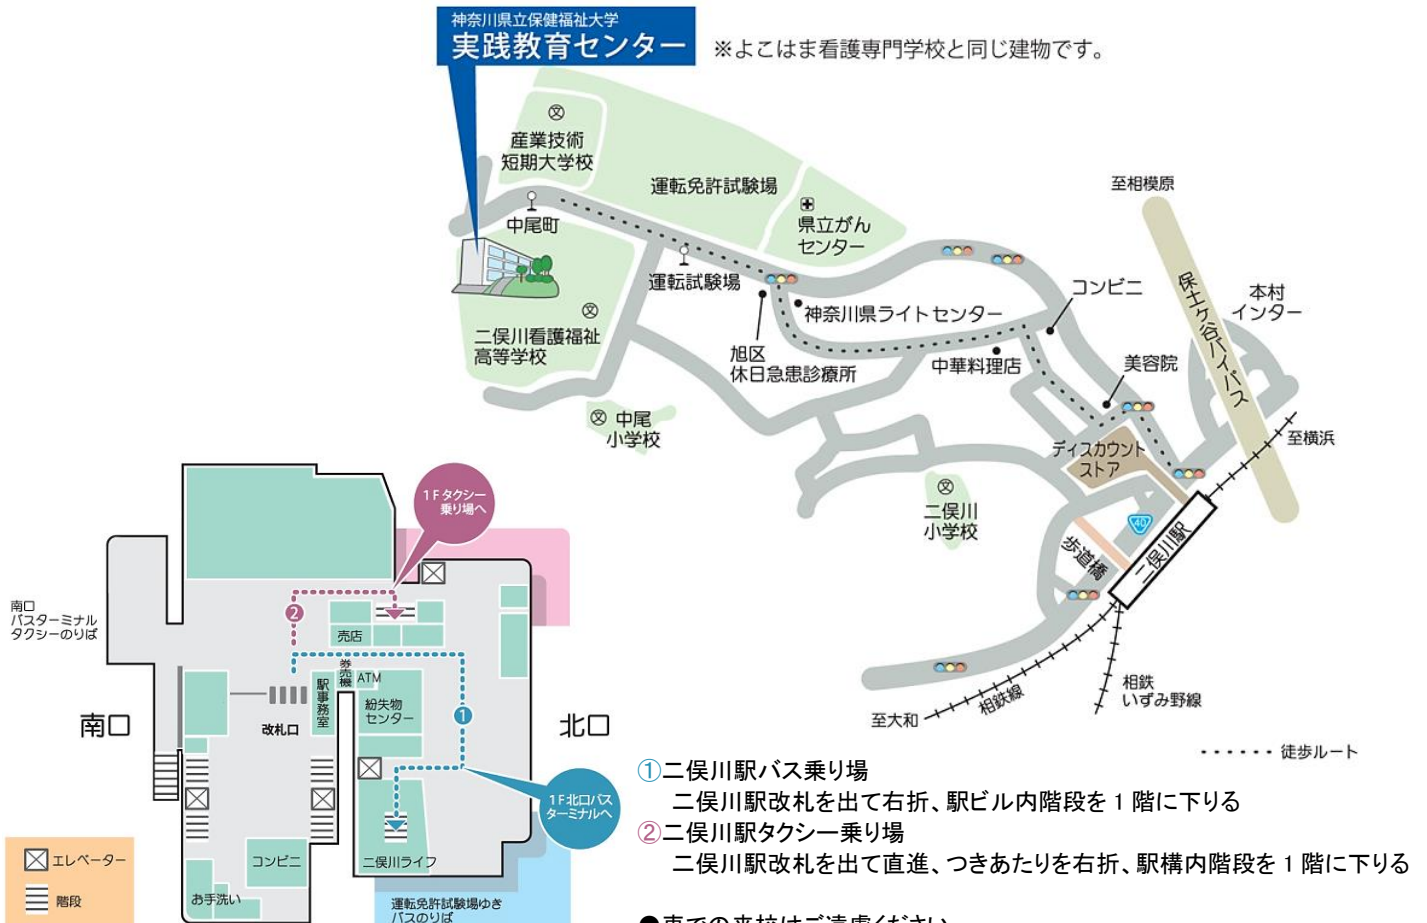 神奈川県立保健福祉大学
実践教育センター
※よこはま看護専門学校と同じ建物です。
産業技術
短期大学校
運転免許試験場
県立がん
センター
至相模原
中尾町
運転試験場
保土ケ谷バイパス
本村
インター
コンビニ
神奈川県ライトセンター
二俣川看護福祉
高等学校
旭区
休日急患診療所
中華料理店
美容院
中尾
小学校
至横浜
ディスカウント
ストア
二俣川
小学校
40
歩道橋
二俣川駅
相鉄
いずみ野線
至大和
相鉄線
徒歩ルート
1Fタクシー
乗り場へ
南口
バスターミナル
タクシーのりば
2
売店
券売機
ATM
駅事務室
紛失物
センター
1
南口
改札口
北口
1F北口バス
ターミナルへ
エレベーター
階段
コンビニ
二俣川ライフ
お手洗い
運転免許試験場ゆき
バスのりば
①二俣川駅バス乗り場
二俣川駅改札を出て右折、駅ビル内階段を1階に下りる
②二俣川駅タクシー乗り場
二俣川駅改札を出て直進、つきあたりを右折、駅構内階段を1階に下りる
●車での来校はご遠慮ください